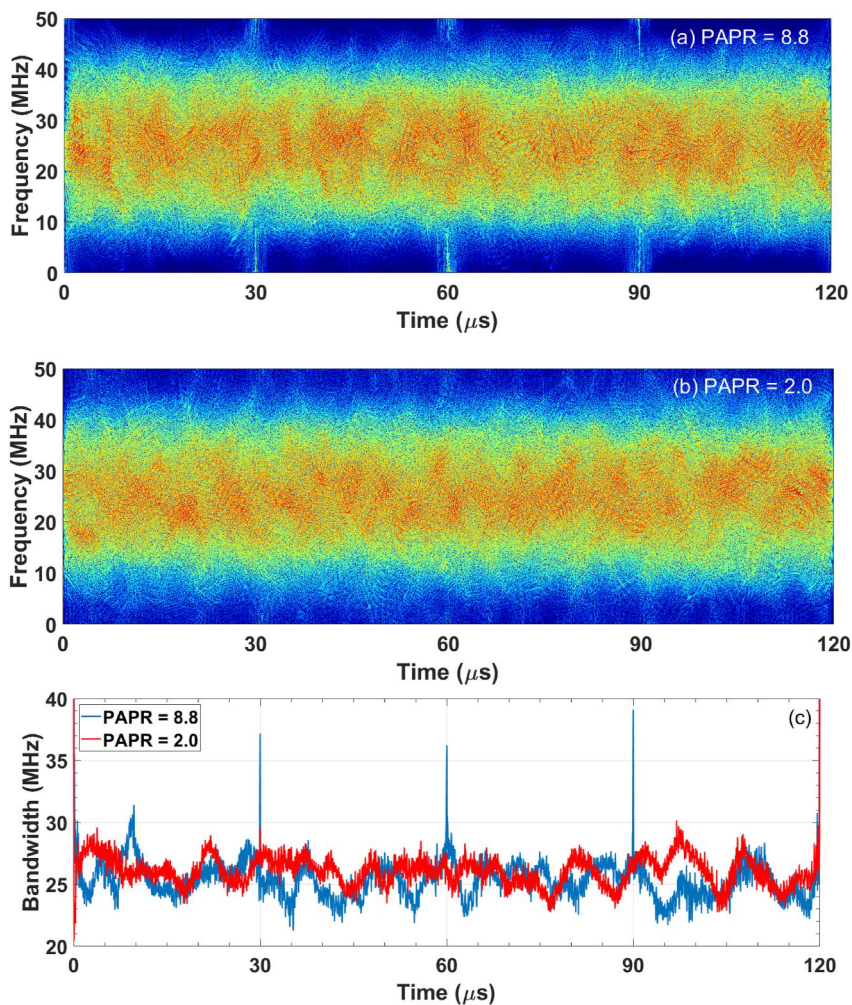 50
(a) PAPR = 8.8
40
30
20
10
0
Frequency (MHz)
0 30 60 90 120
Time (μs)
50
(b) PAPR = 2.0
40
30
20
10
0
Frequency (MHz)
0 30 60 90 120
Time (μs)
40
PAPR = 8.8
PAPR = 2.0
(c)
35
30
25
20
Bandwidth (MHz)
0 30 60 90 120
Time (μs)